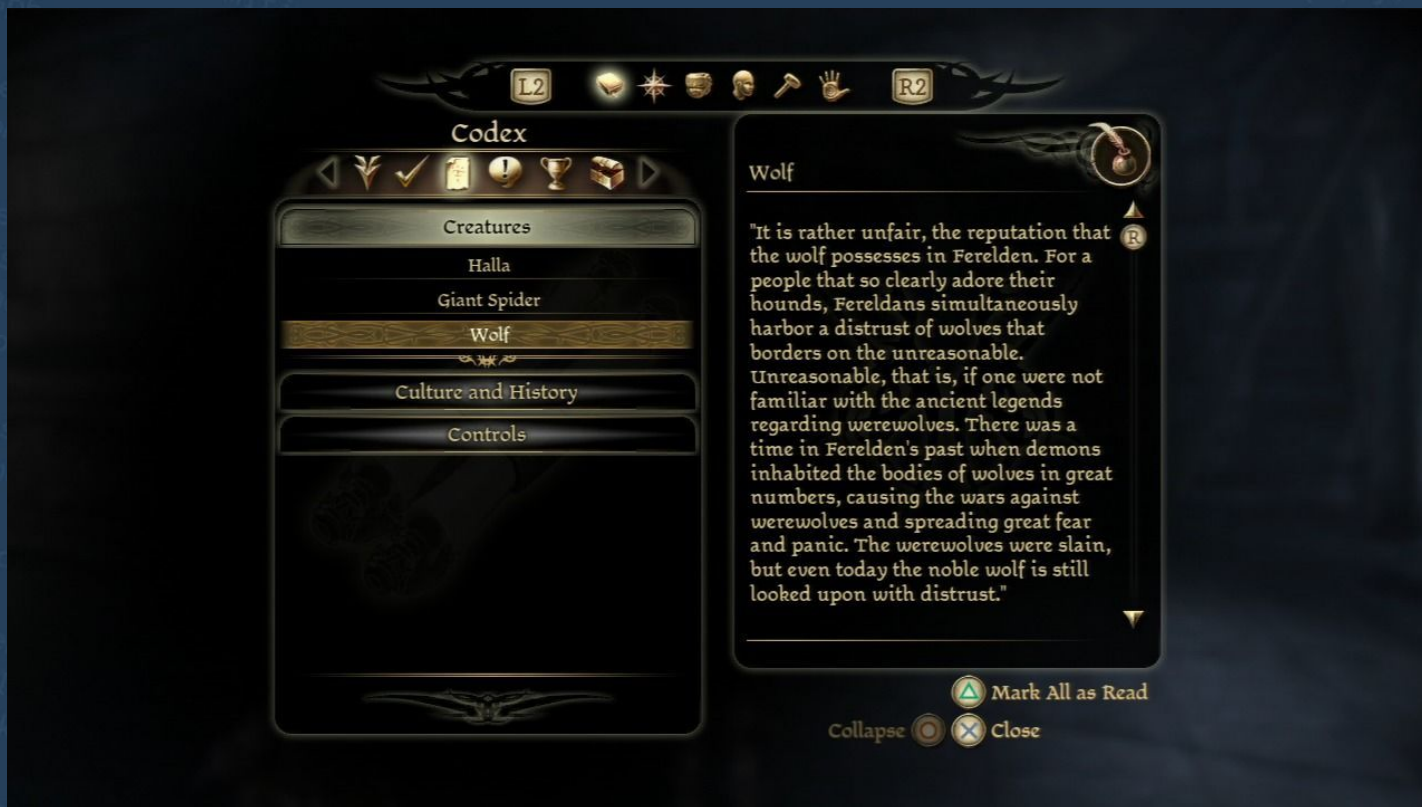 L2
R2
Codex
Creatures
Halla
Giant Spider
Wolf
Culture and History
Controls
Wolf
"It is rather unfair, the reputation that
the wolf possesses in Ferelden. For a
people that so clearly adore their
hounds, Fereldans simultaneously
harbor a distrust of wolves that
borders on the unreasonable.
Unreasonable, that is, if one were not
familiar with the ancient legends
regarding werewolves. There was a
time in Ferelden's past when demons
inhabited the bodies of wolves in great
numbers, causing the wars against
werewolves and spreading great fear
and panic. The werewolves were slain,
but even today the noble wolf is still
looked upon with distrust."
R
Mark All as Read
Collapse
Close